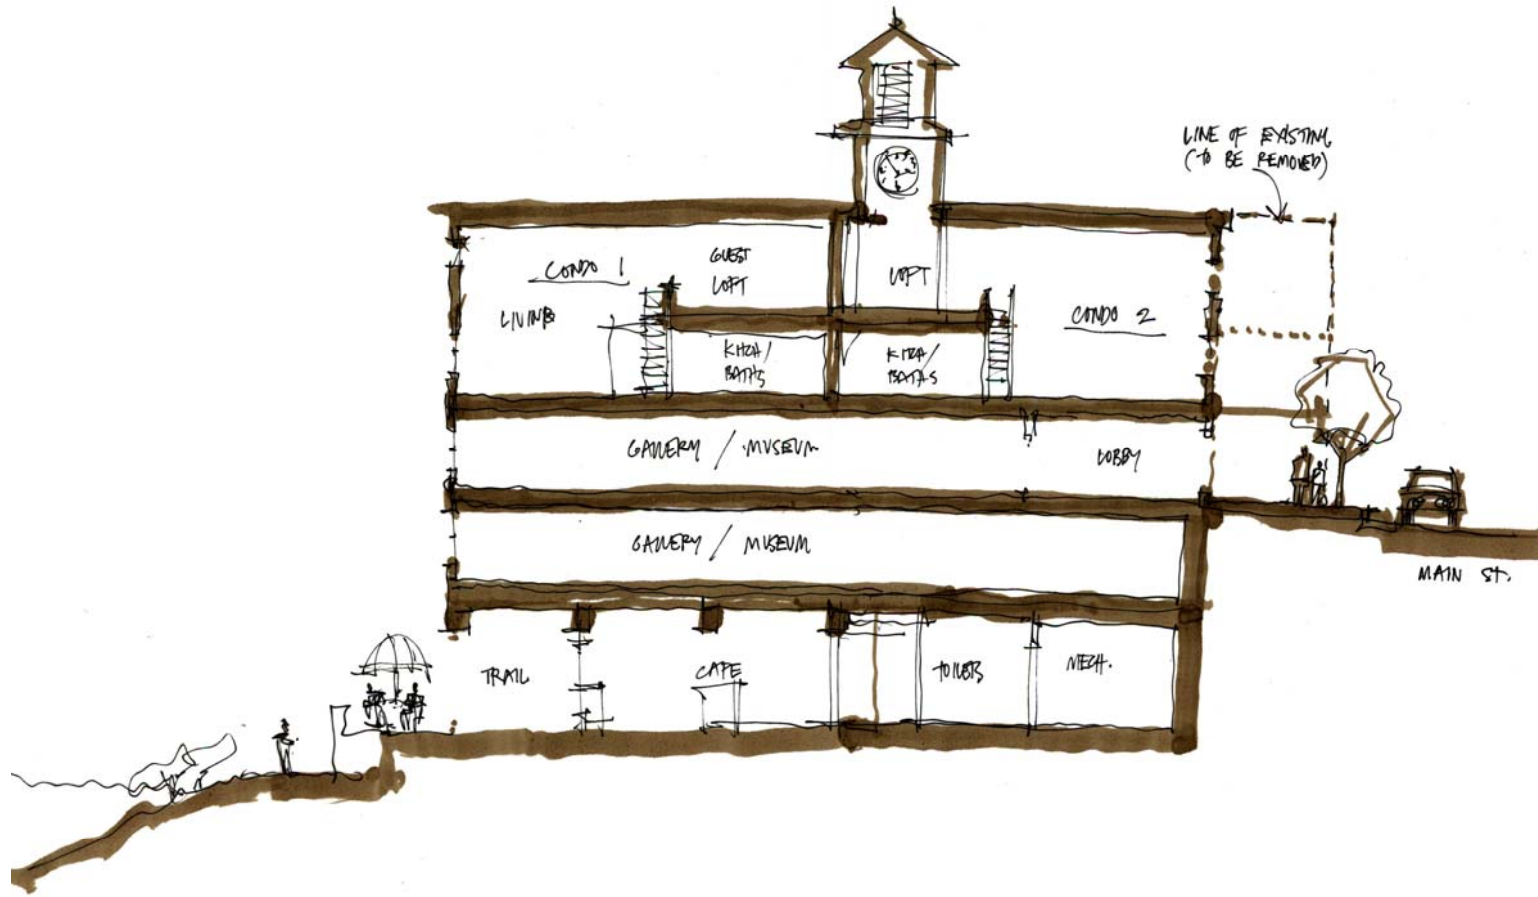 LINE OF EXISTING
(TO BE REMOVED)
CONDO 1
GUEST
LOFT
LOFT
LIVING
CONDO 2
KITCH/
BATHS
KITCH/
BATHS
GALLERY / MUSEUM
LOBBY
GALLERY / MUSEUM
MAIN ST.
TRAIL
CAFE
TOILETS
MECH.